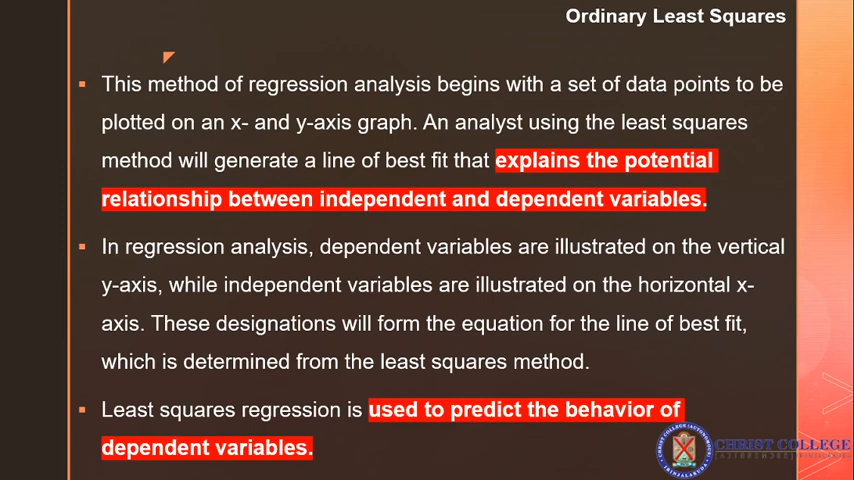 Ordinary Least Squares
▪ This method of regression analysis begins with a set of data points to be
plotted on an x- and y-axis graph. An analyst using the least squares
method will generate a line of best fit that explains the potential
relationship between independent and dependent variables.
▪ In regression analysis, dependent variables are illustrated on the vertical
y-axis, while independent variables are illustrated on the horizontal x-
axis. These designations will form the equation for the line of best fit,
which is determined from the least squares method.
▪ Least squares regression is used to predict the behavior of
dependent variables.
CHRIST COLLEGE
IRINJALAKUDA